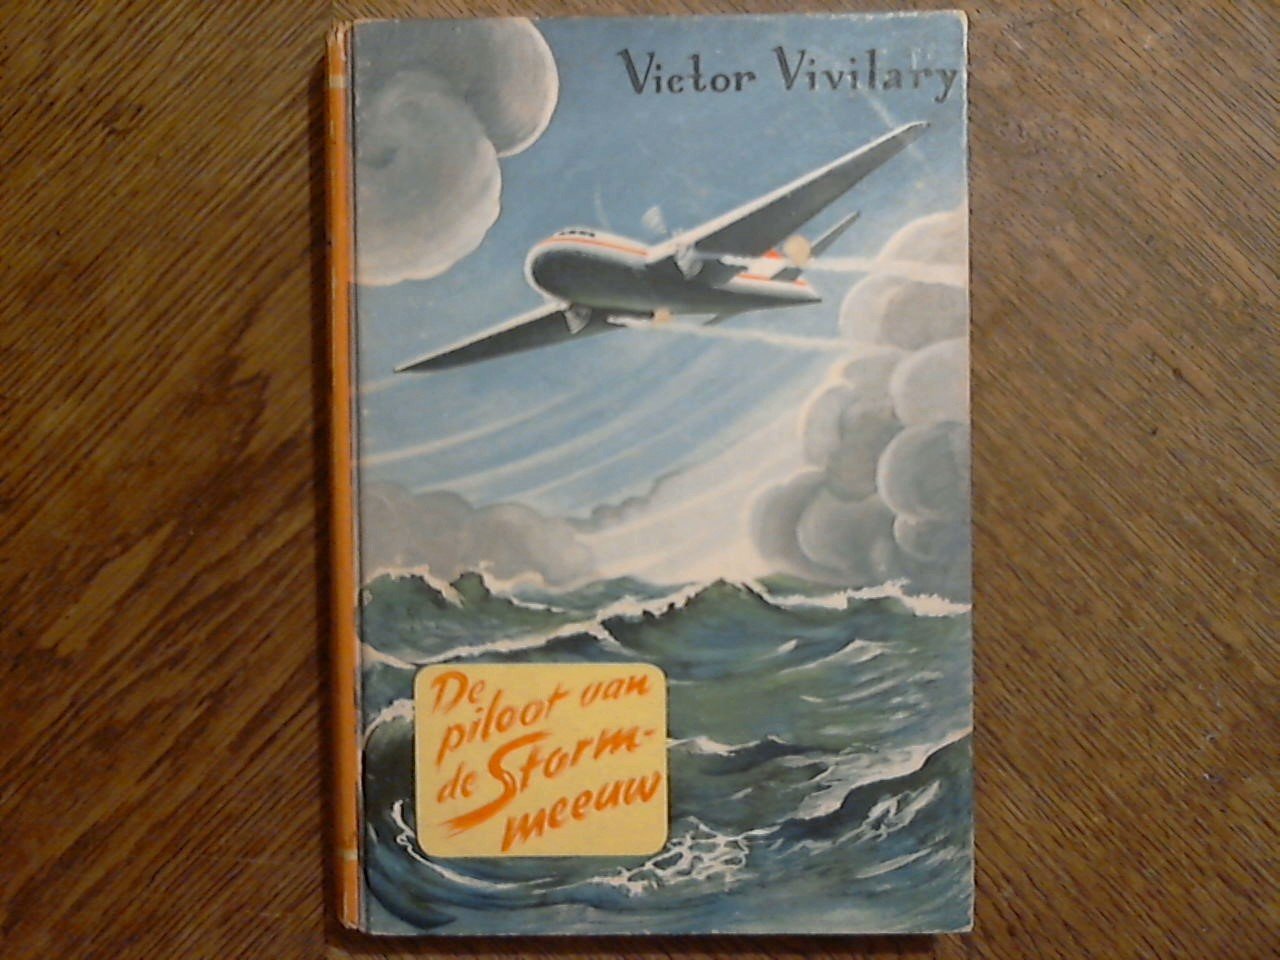 Victor Vivilary
De
piloot van
de Storm-
meeuw